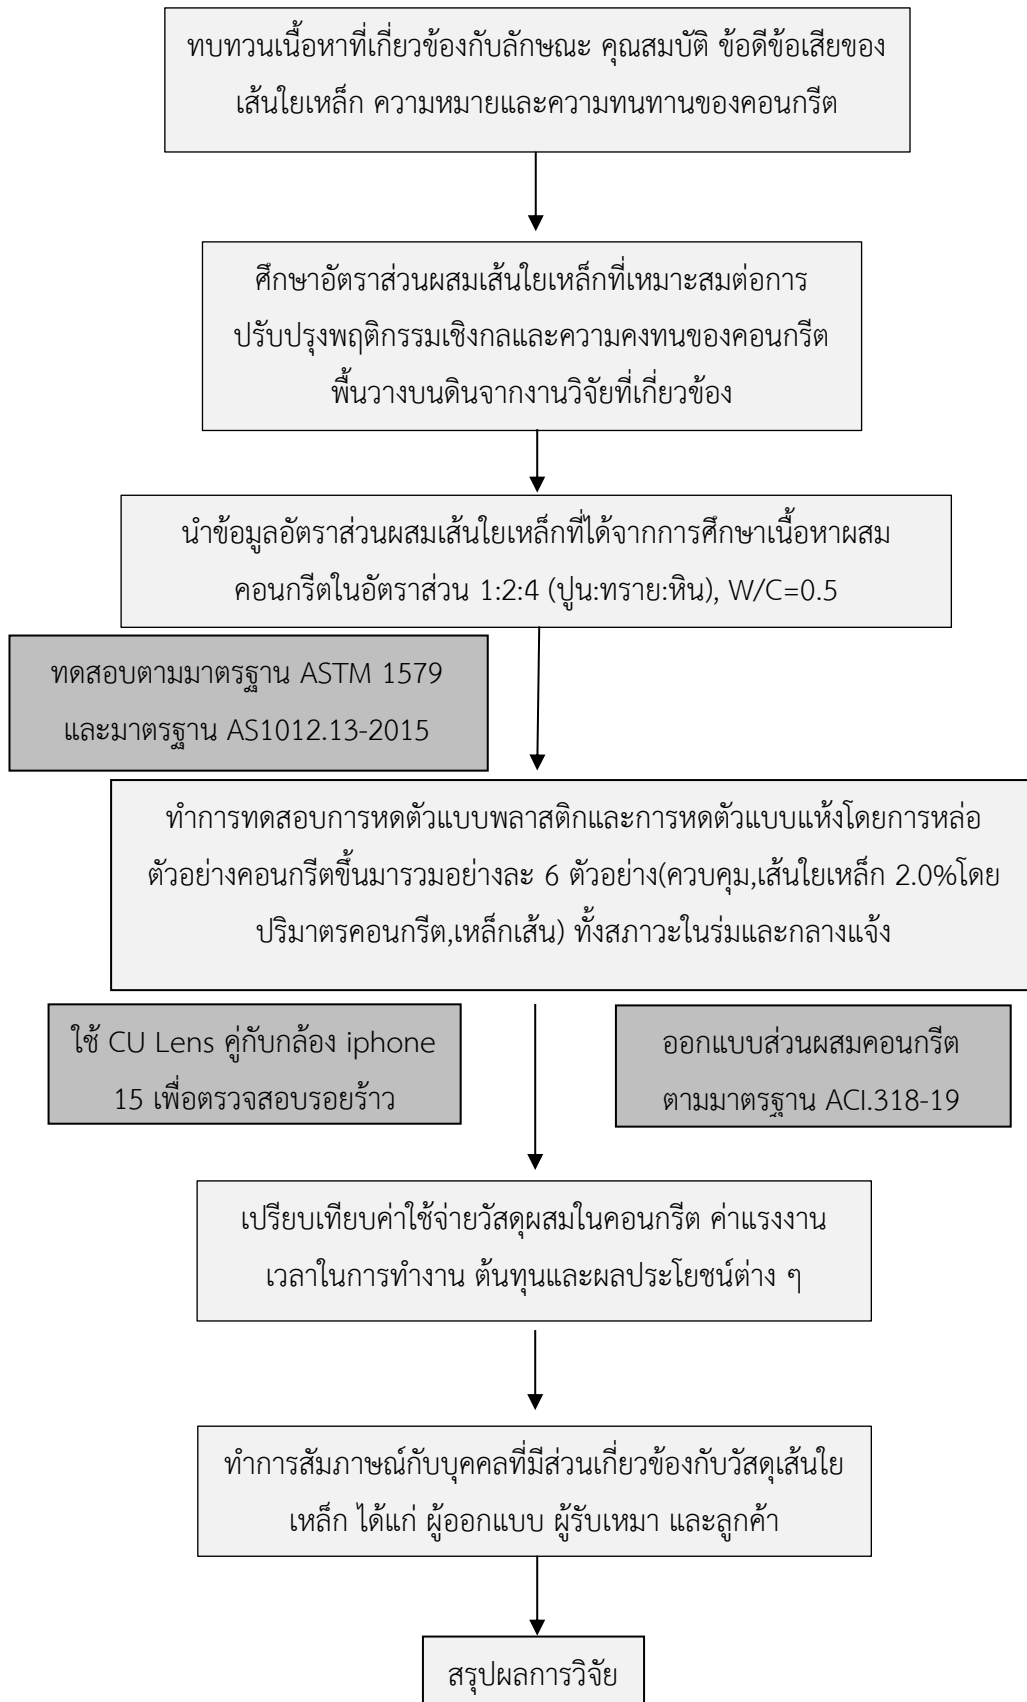 ทบทวนเนื้อหาที่เกี่ยวข้องกับลักษณะ คุณสมบัติ ข้อดีข้อเสียของ
เส้นใยเหล็ก ความหมายและความทนทานของคอนกรีต
ศึกษาอัตราส่วนผสมเส้นใยเหล็กที่เหมาะสมต่อการ
ปรับปรุงพฤติกรรมเชิงกลและความคงทนของคอนกรีต
พื้นวางบนดินจากงานวิจัยที่เกี่ยวข้อง
นำข้อมูลอัตราส่วนผสมเส้นใยเหล็กที่ได้จากการศึกษาเนื้อหาผสม
คอนกรีตในอัตราส่วน 1:2:4 (ปูน:ทราย:หิน), W/C=0.5
ทดสอบตามมาตรฐาน ASTM 1579
และมาตรฐาน AS1012.13-2015
ทำการทดสอบการหดตัวแบบพลาสติกและการหดตัวแบบแห้งโดยการหล่อ
ตัวอย่างคอนกรีตขึ้นมารวมอย่างละ 6 ตัวอย่าง(ควบคุม,เส้นใยเหล็ก 2.0%โดย
ปริมาตรคอนกรีต,เหล็กเส้น) ทั้งสภาวะในร่มและกลางแจ้ง
ใช้ CU Lens คู่กับกล้อง iphone
15 เพื่อตรวจสอบรอยร้าว
ออกแบบส่วนผสมคอนกรีต
ตามมาตรฐาน ACI.318-19
เปรียบเทียบค่าใช้จ่ายวัสดุผสมในคอนกรีต ค่าแรงงาน
เวลาในการทำงาน ต้นทุนและผลประโยชน์ต่าง ๆ
ทำการสัมภาษณ์กับบุคคลที่มีส่วนเกี่ยวข้องกับวัสดุเส้นใย
เหล็ก ได้แก่ ผู้ออกแบบ ผู้รับเหมา และลูกค้า
สรุปผลการวิจัย